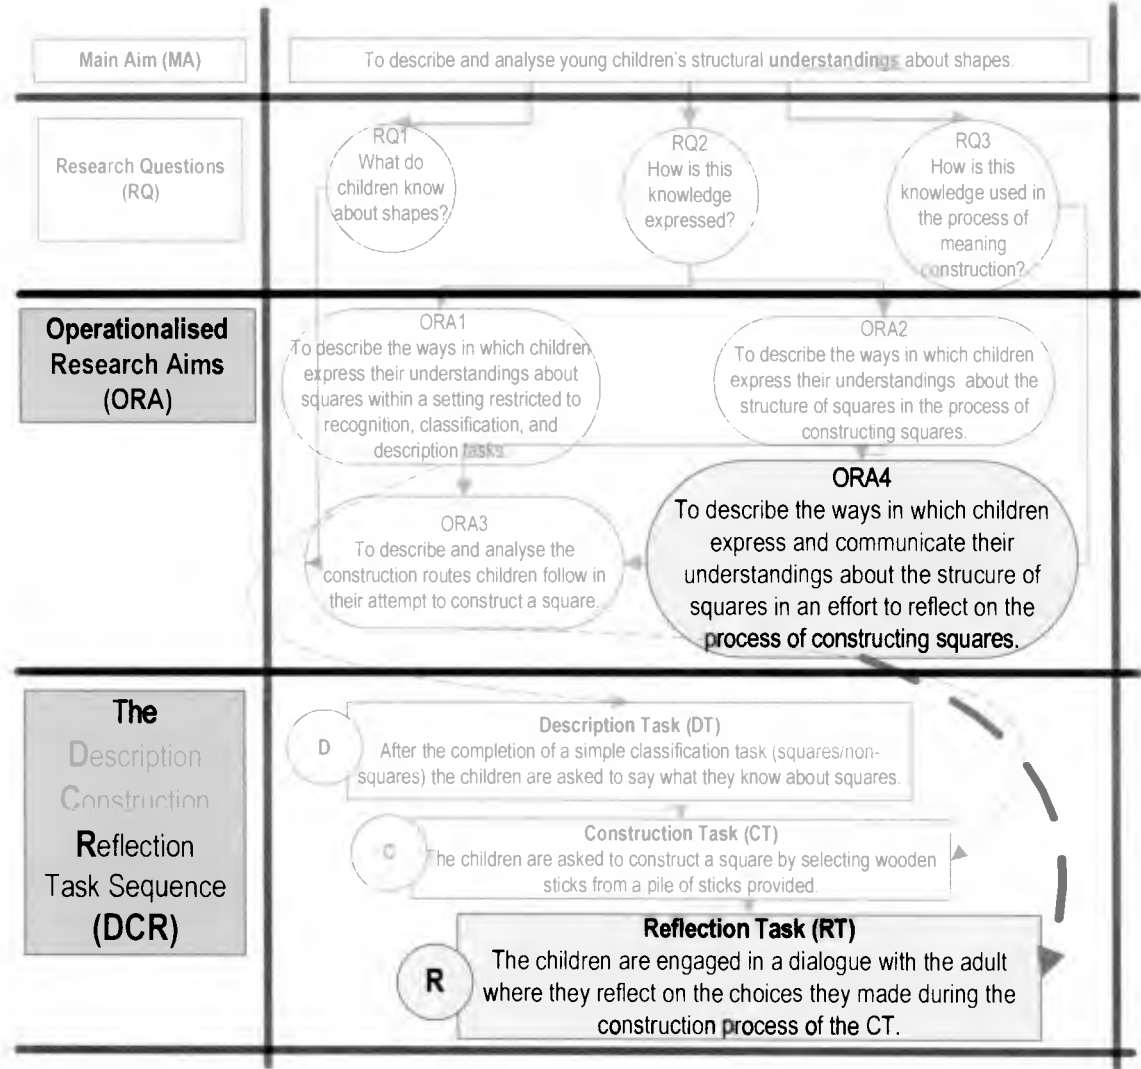 Main Aim (MA)
To describe and analyse young children's structural understandings about shapes.
Research Questions
(RQ)
RQ1
What do
children know
about shapes?
RQ2
How is this
knowledge
expressed?
RQ3
How is this
knowledge used in
the process of
meaning
construction?
Operationalised
Research Aims
(ORA)
ORA1
To describe the ways in which children
express their understandings about
squares within a setting restricted to
recognition, classification, and
description tasks
ORA2
To describe the ways in which children
express their understandings about the
structure of squares in the process of
constructing squares.
ORA3
To describe and analyse the
construction routes children follow in
their attempt to construct a square.
ORA4
To describe the ways in which children
express and communicate their
understandings about the strucure of
squares in an effort to reflect on the
process of constructing squares.
The
Description
Construction
Reflection
Task Sequence
(DCR)
D
Description Task (DT)
After the completion of a simple classification task (squares/non-
squares) the children are asked to say what they know about squares.
C
Construction Task (CT)
The children are asked to construct a square by selecting wooden
sticks from a pile of sticks provided.
R
Reflection Task (RT)
The children are engaged in a dialogue with the adult
where they reflect on the choices they made during the
construction process of the CT.